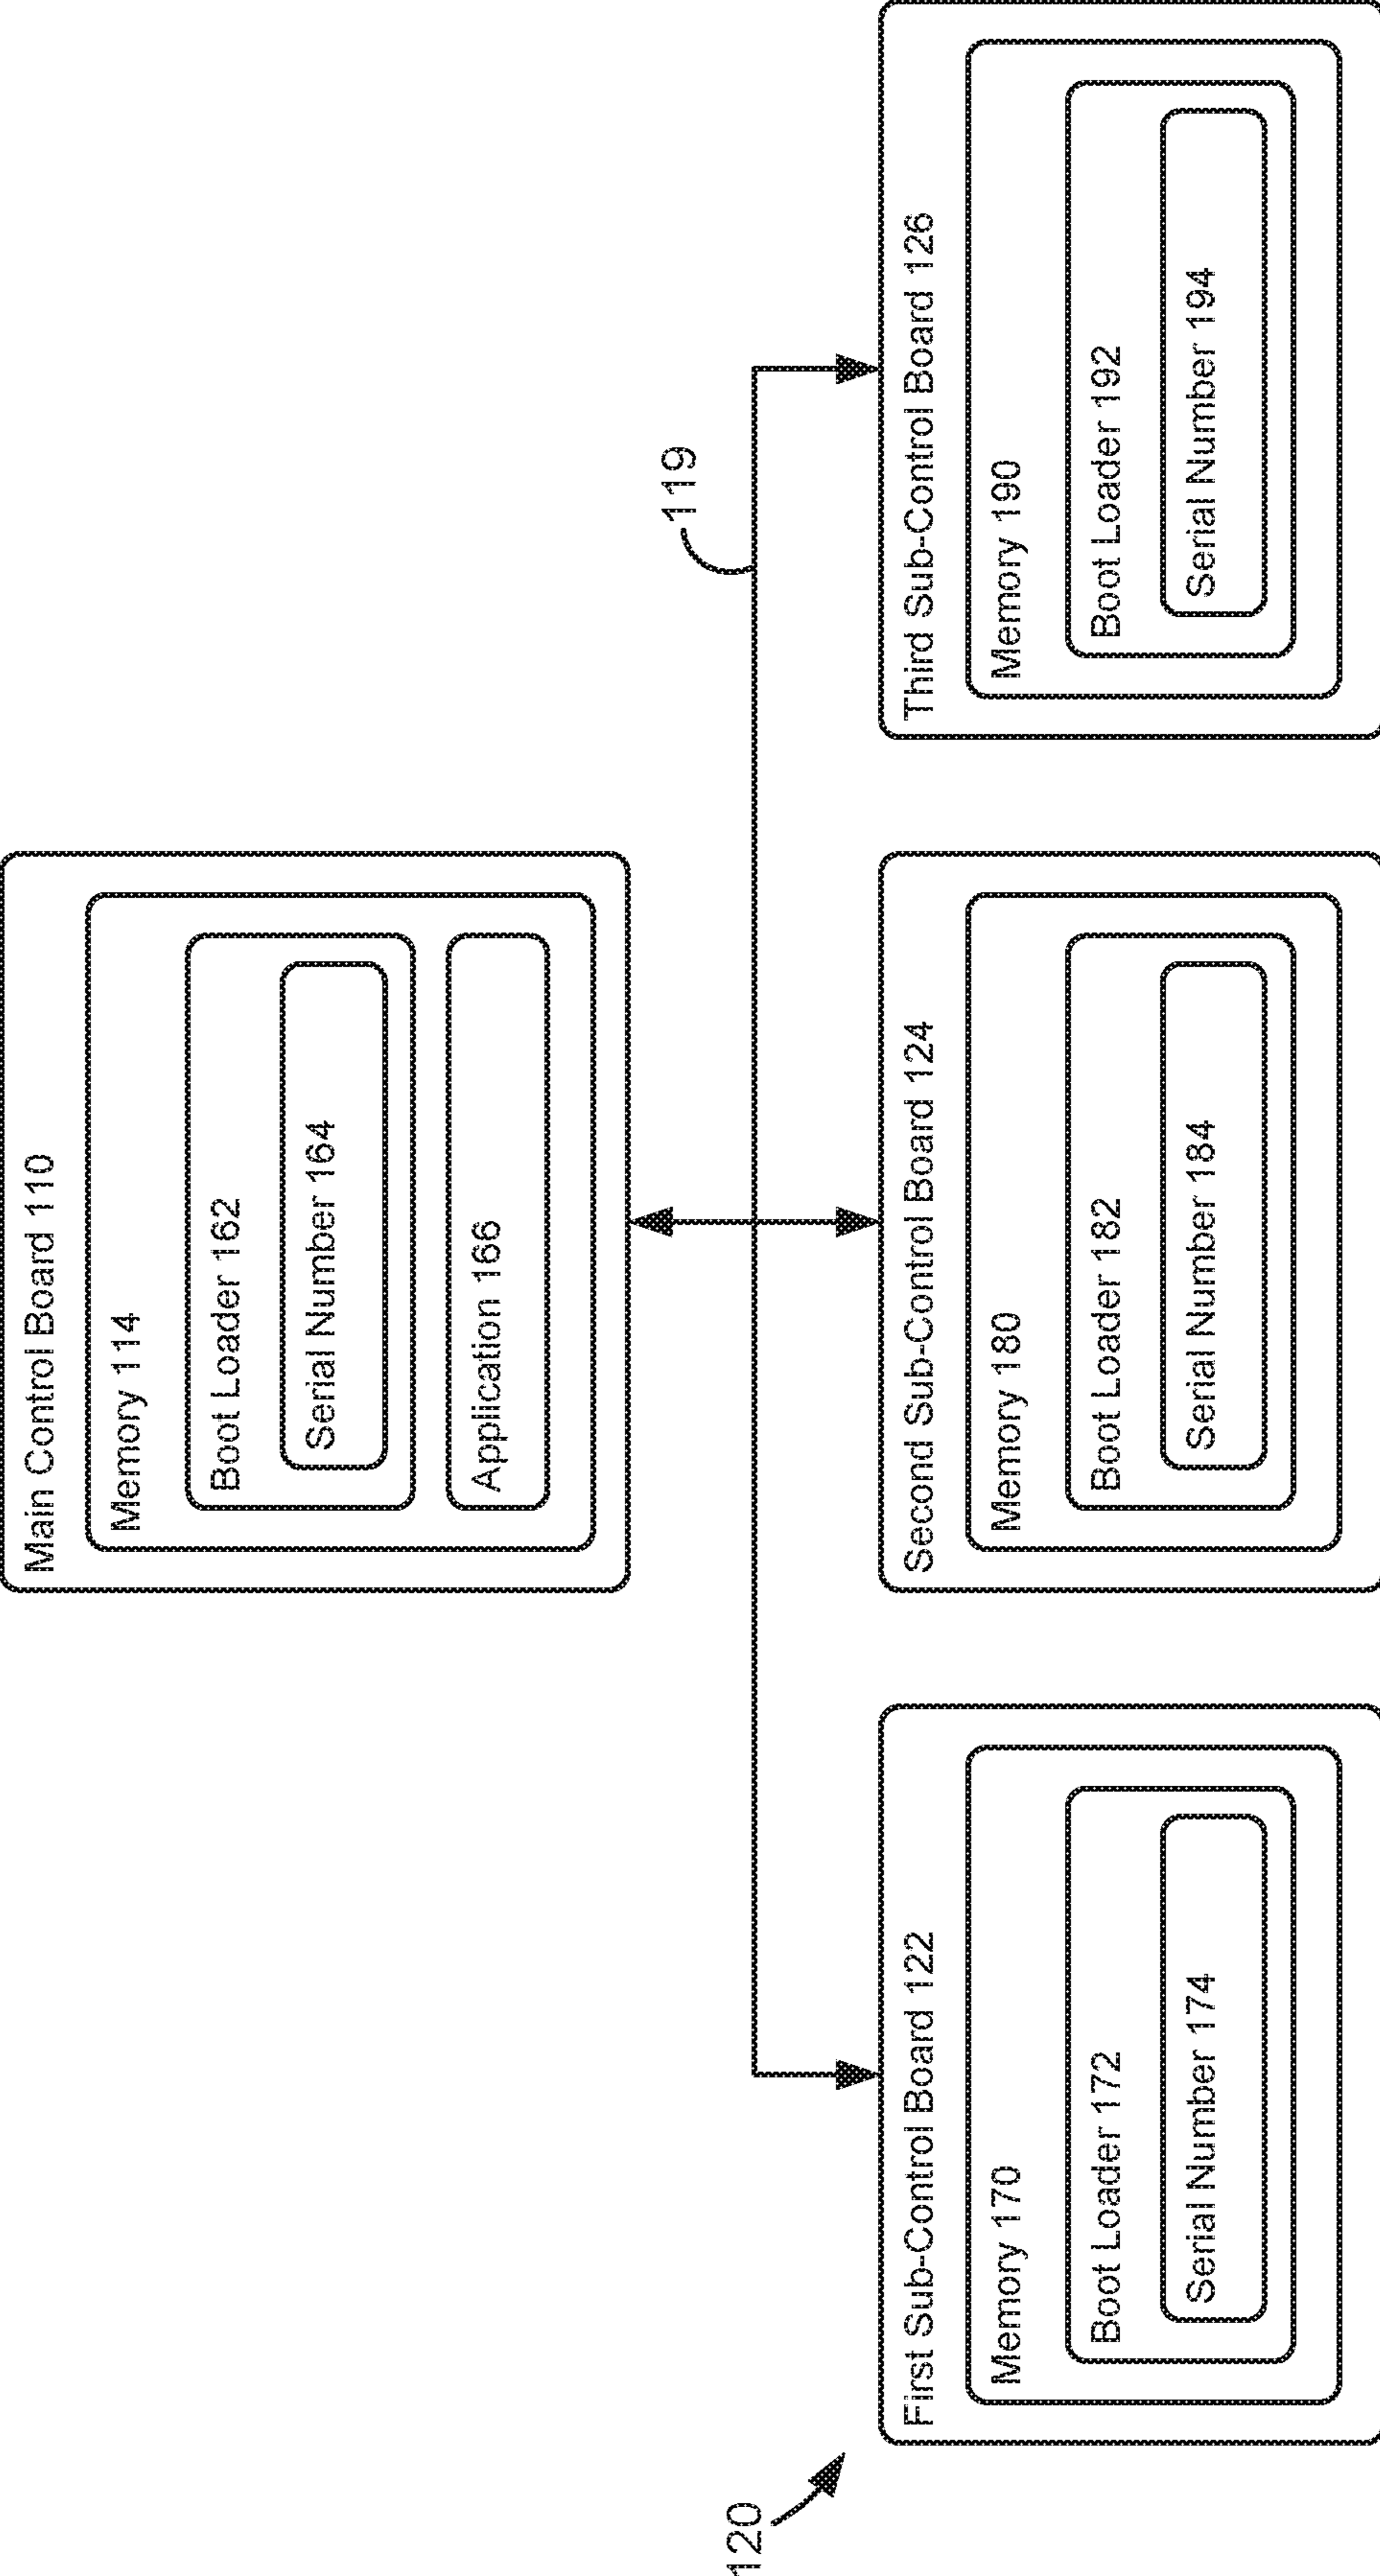 Main Control Board 110
Memory 114
Boot Loader 162
Serial Number 164
Application 166
119
120
First Sub-Control Board 122
Memory 170
Boot Loader 172
Serial Number 174
Second Sub-Control Board 124
Memory 180
Boot Loader 182
Serial Number 184
Third Sub-Control Board 126
Memory 190
Boot Loader 192
Serial Number 194